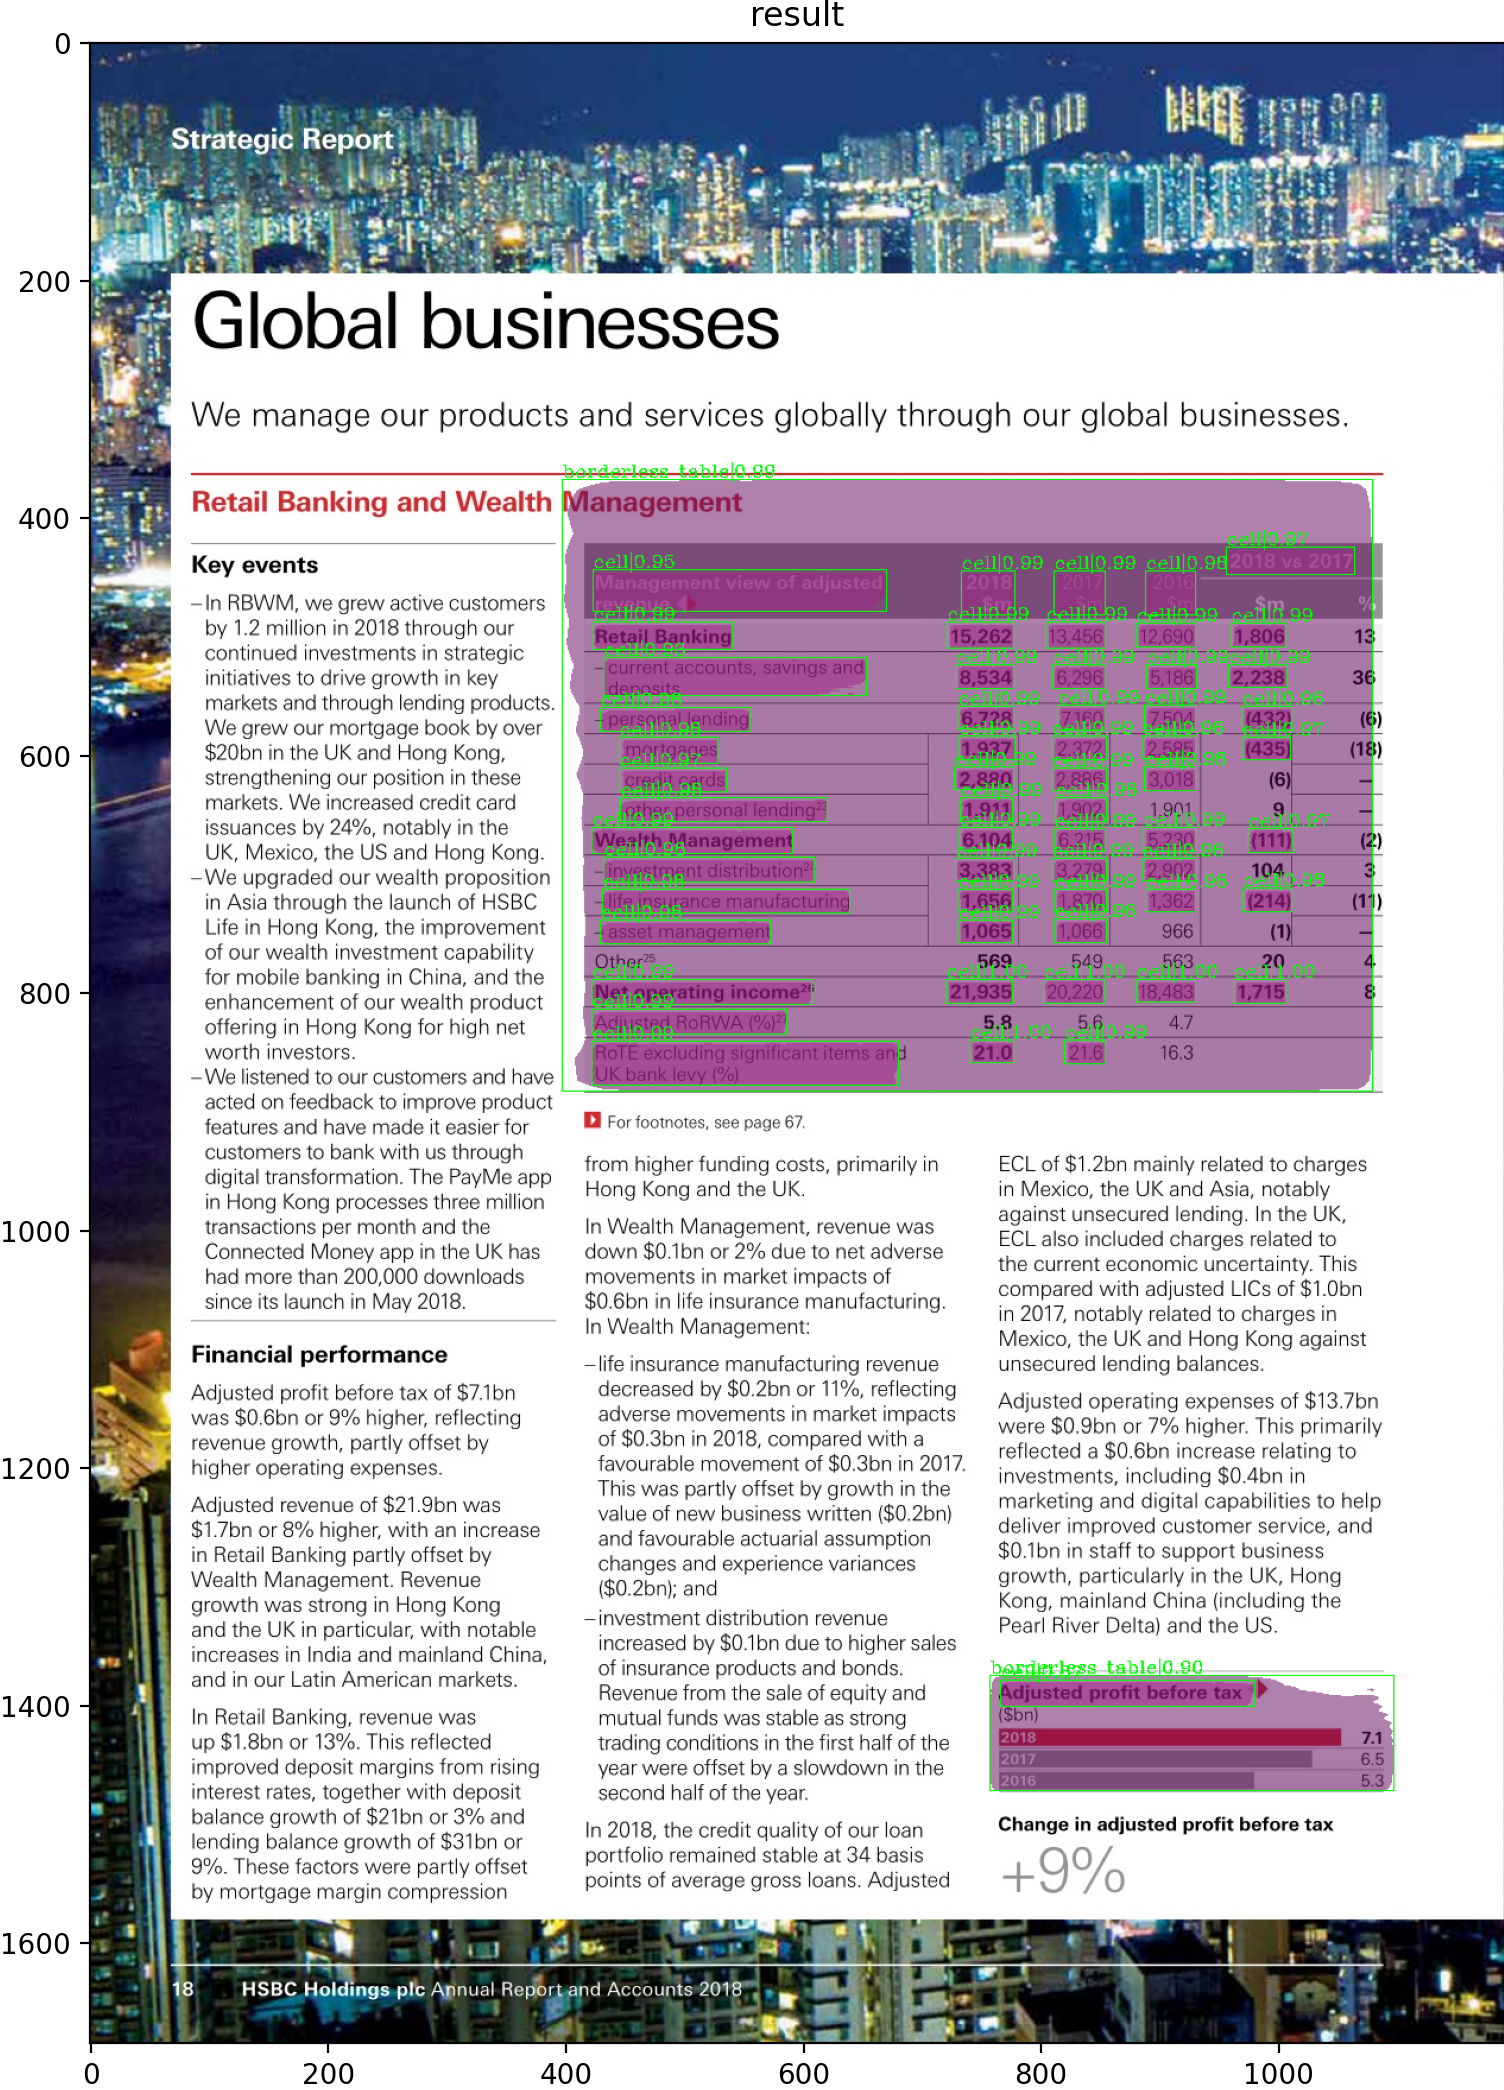 result
Strategic Report
Global businesses
We manage our products and services globally through our global businesses.
Retail Banking and Wealth Management
Key events
–In RBWM, we grew active customers
by 1.2 million in 2018 through our
continued investments in strategic
initiatives to drive growth in key
markets and through lending products.
We grew our mortgage book by over
$20bn in the UK and Hong Kong,
strengthening our position in these
markets. We increased credit card
issuances by 24%, notably in the
UK, Mexico, the US and Hong Kong.
–We upgraded our wealth proposition
in Asia through the launch of HSBC
Life in Hong Kong, the improvement
of our wealth investment capability
for mobile banking in China, and the
enhancement of our wealth product
offering in Hong Kong for high net
worth investors.
–We listened to our customers and have
acted on feedback to improve product
features and have made it easier for
customers to bank with us through
digital transformation. The PayMe app
in Hong Kong processes three million
transactions per month and the
Connected Money app in the UK has
had more than 200,000 downloads
since its launch in May 2018.
Financial performance
Adjusted profit before tax of $7.1bn
was $0.6bn or 9% higher, reflecting
revenue growth, partly offset by
higher operating expenses.
Adjusted revenue of $21.9bn was
$1.7bn or 8% higher, with an increase
in Retail Banking partly offset by
Wealth Management. Revenue
growth was strong in Hong Kong
and the UK in particular, with notable
increases in India and mainland China,
and in our Latin American markets.
In Retail Banking, revenue was
up $1.8bn or 13%. This reflected
improved deposit margins from rising
interest rates, together with deposit
balance growth of $21bn or 3% and
lending balance growth of $31bn or
9%. These factors were partly offset
by mortgage margin compression
borderless table|0.99
2018 vs 2017
Management view of adjusted 2018 2017 2016
revenue $m $m $m $m %
Retail Banking 15,262 13,456 12,690 1,806 13
– current accounts, savings and
deposits 8,534 6,296 5,186 2,238 36
– personal lending 6,728 7,160 7,504 (432) (6)
mortgages 1,937 2,372 2,585 (435) (18)
credit cards 2,880 2,886 3,018 (6) –
other personal lending23 1,911 1,902 1,901 9 –
Wealth Management 6,104 6,215 5,230 (111) (2)
– investment distribution24 3,383 3,279 2,902 104 3
– life insurance manufacturing 1,656 1,870 1,362 (214) (11)
– asset management 1,065 1,066 966 (1) –
Other25 569 549 563 20 4
Net operating income26 21,935 20,220 18,483 1,715 8
Adjusted RoRWA (%)27 5.8 5.6 4.7
RoTE excluding significant items and
UK bank levy (%) 21.0 21.6 16.3
For footnotes, see page 67.
from higher funding costs, primarily in
Hong Kong and the UK.
In Wealth Management, revenue was
down $0.1bn or 2% due to net adverse
movements in market impacts of
$0.6bn in life insurance manufacturing.
In Wealth Management:
–life insurance manufacturing revenue
decreased by $0.2bn or 11%, reflecting
adverse movements in market impacts
of $0.3bn in 2018, compared with a
favourable movement of $0.3bn in 2017.
This was partly offset by growth in the
value of new business written ($0.2bn)
and favourable actuarial assumption
changes and experience variances
($0.2bn); and
–investment distribution revenue
increased by $0.1bn due to higher sales
of insurance products and bonds.
Revenue from the sale of equity and
mutual funds was stable as strong
trading conditions in the first half of the
year were offset by a slowdown in the
second half of the year.
In 2018, the credit quality of our loan
portfolio remained stable at 34 basis
points of average gross loans. Adjusted
ECL of $1.2bn mainly related to charges
in Mexico, the UK and Asia, notably
against unsecured lending. In the UK,
ECL also included charges related to
the current economic uncertainty. This
compared with adjusted LICs of $1.0bn
in 2017, notably related to charges in
Mexico, the UK and Hong Kong against
unsecured lending balances.
Adjusted operating expenses of $13.7bn
were $0.9bn or 7% higher. This primarily
reflected a $0.6bn increase relating to
investments, including $0.4bn in
marketing and digital capabilities to help
deliver improved customer service, and
$0.1bn in staff to support business
growth, particularly in the UK, Hong
Kong, mainland China (including the
Pearl River Delta) and the US.
borderless table|0.90
Adjusted profit before tax
($bn)
2018 7.1
2017 6.5
2016 5.3
Change in adjusted profit before tax
+9%
18 HSBC Holdings plc Annual Report and Accounts 2018
0
200
400
600
800
1000
1200
1400
1600
0 200 400 600 800 1000